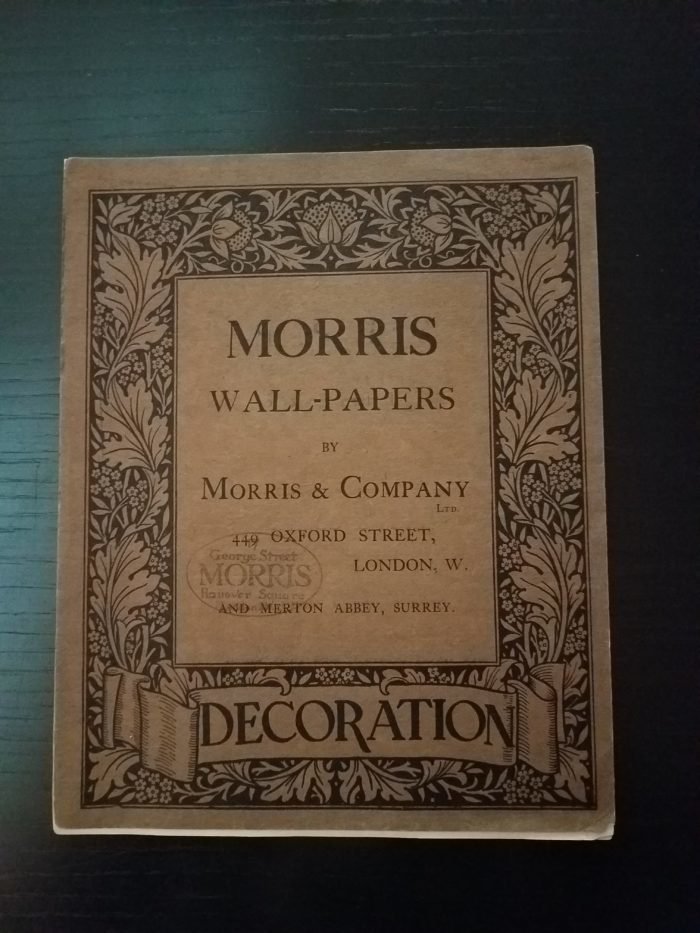 MORRIS
WALL-PAPERS
BY
MORRIS & COMPANY
LTD.
449 OXFORD STREET,
George Street
MORRIS
Hanover Square
LONDON, W.
AND MERTON ABBEY, SURREY.
DECORATION